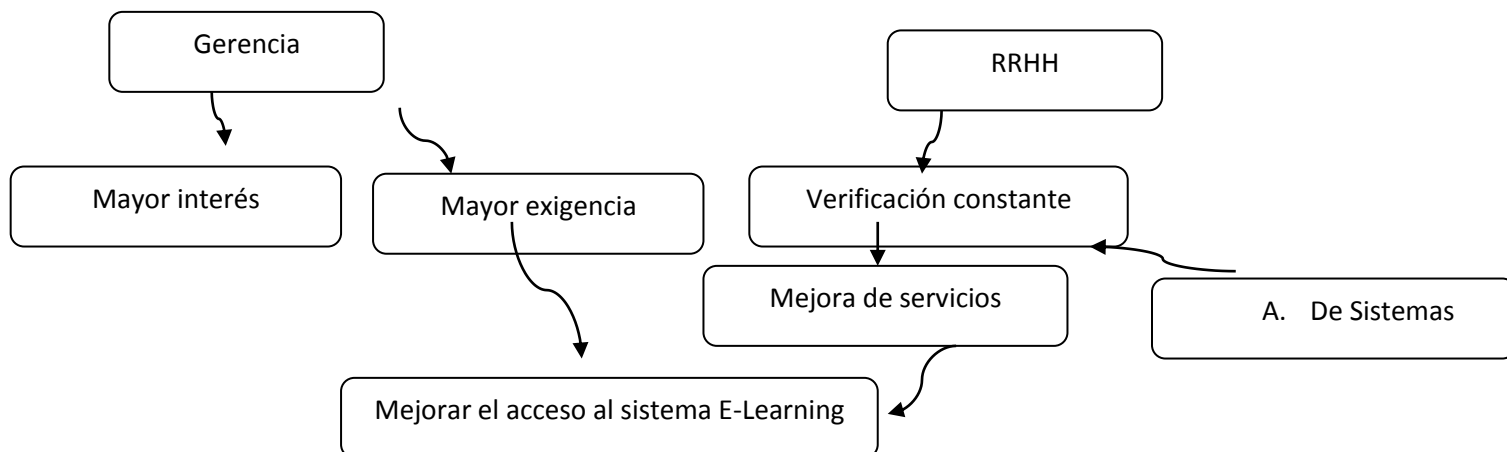 Gerencia
RRHH
Mayor interés
Mayor exigencia
Verificación constante
Mejora de servicios
A. De Sistemas
Mejorar el acceso al sistema E-Learning